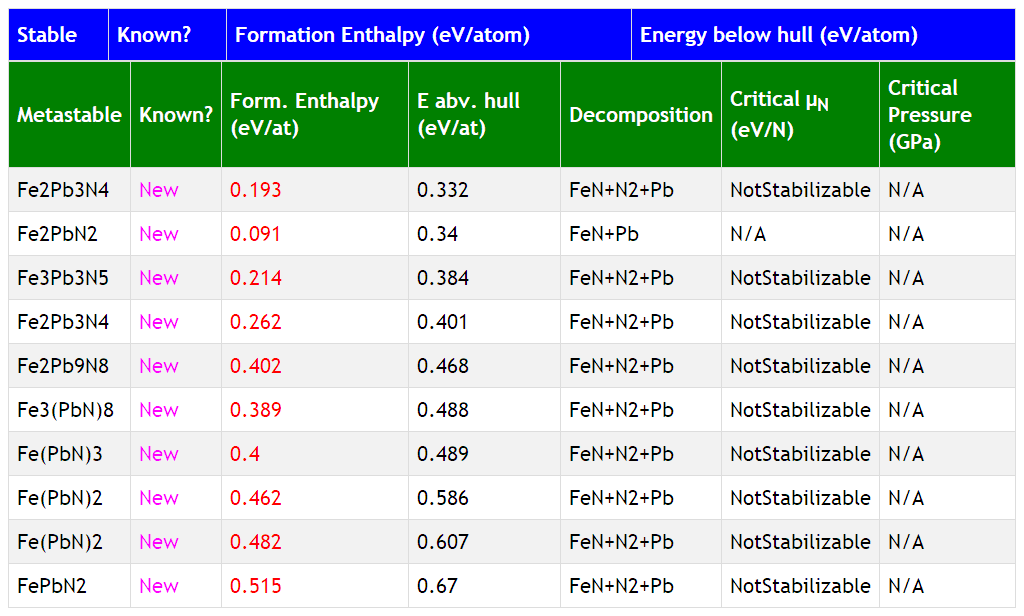 Stable Known? Formation Enthalpy (eV/atom) Energy below hull (eV/atom)
Metastable Known? Form. Enthalpy (eV/at) E abv. hull (eV/at) Decomposition Critical μN (eV/N) Critical Pressure (GPa)
Fe2Pb3N4 New 0.193 0.332 FeN+N2+Pb NotStabilizable N/A
Fe2PbN2 New 0.091 0.34 FeN+Pb N/A N/A
Fe3Pb3N5 New 0.214 0.384 FeN+N2+Pb NotStabilizable N/A
Fe2Pb3N4 New 0.262 0.401 FeN+N2+Pb NotStabilizable N/A
Fe2Pb9N8 New 0.402 0.468 FeN+N2+Pb NotStabilizable N/A
Fe3(PbN)8 New 0.389 0.488 FeN+N2+Pb NotStabilizable N/A
Fe(PbN)3 New 0.4 0.489 FeN+N2+Pb NotStabilizable N/A
Fe(PbN)2 New 0.462 0.586 FeN+N2+Pb NotStabilizable N/A
Fe(PbN)2 New 0.482 0.607 FeN+N2+Pb NotStabilizable N/A
FePbN2 New 0.515 0.67 FeN+N2+Pb NotStabilizable N/A